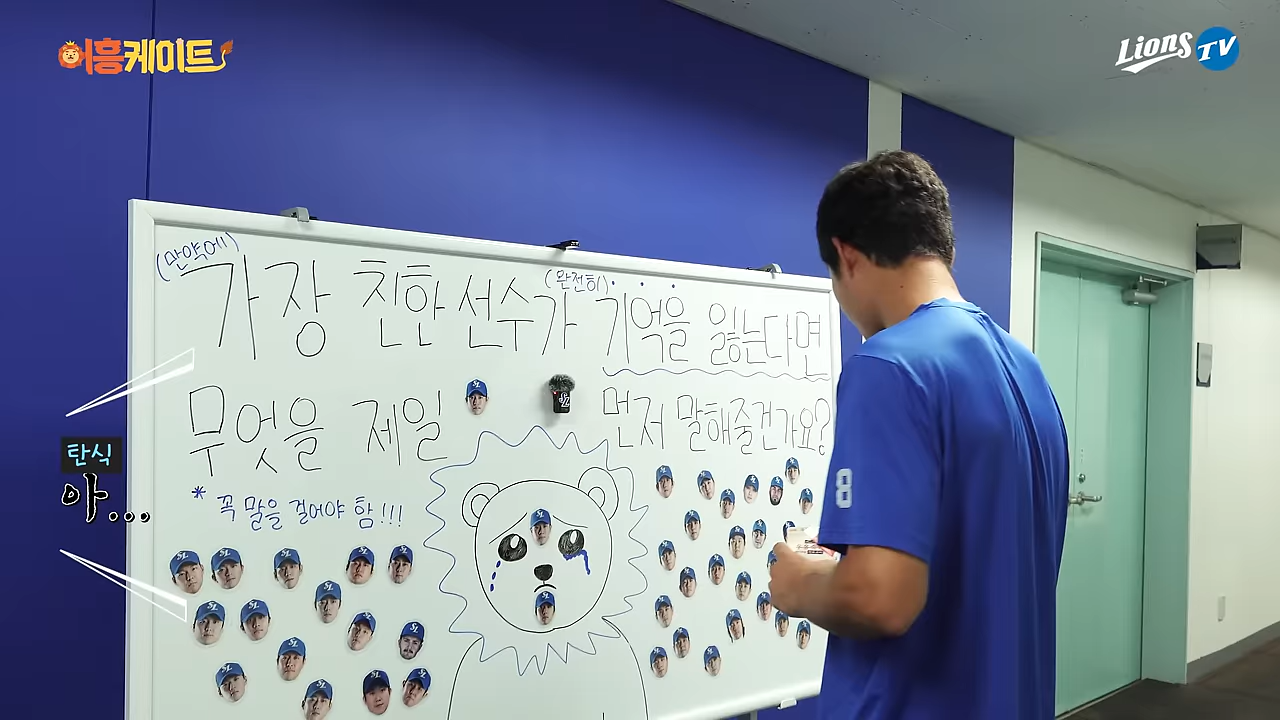 어흥케이트
Lions TV
(만약에)
가장 친한 선수가 (완전히) 기억을 잃는다면
무엇을 제일 먼저 말해줄건가요?
* 꼭 말을 걸어야 함!!!
탄식
아...
8